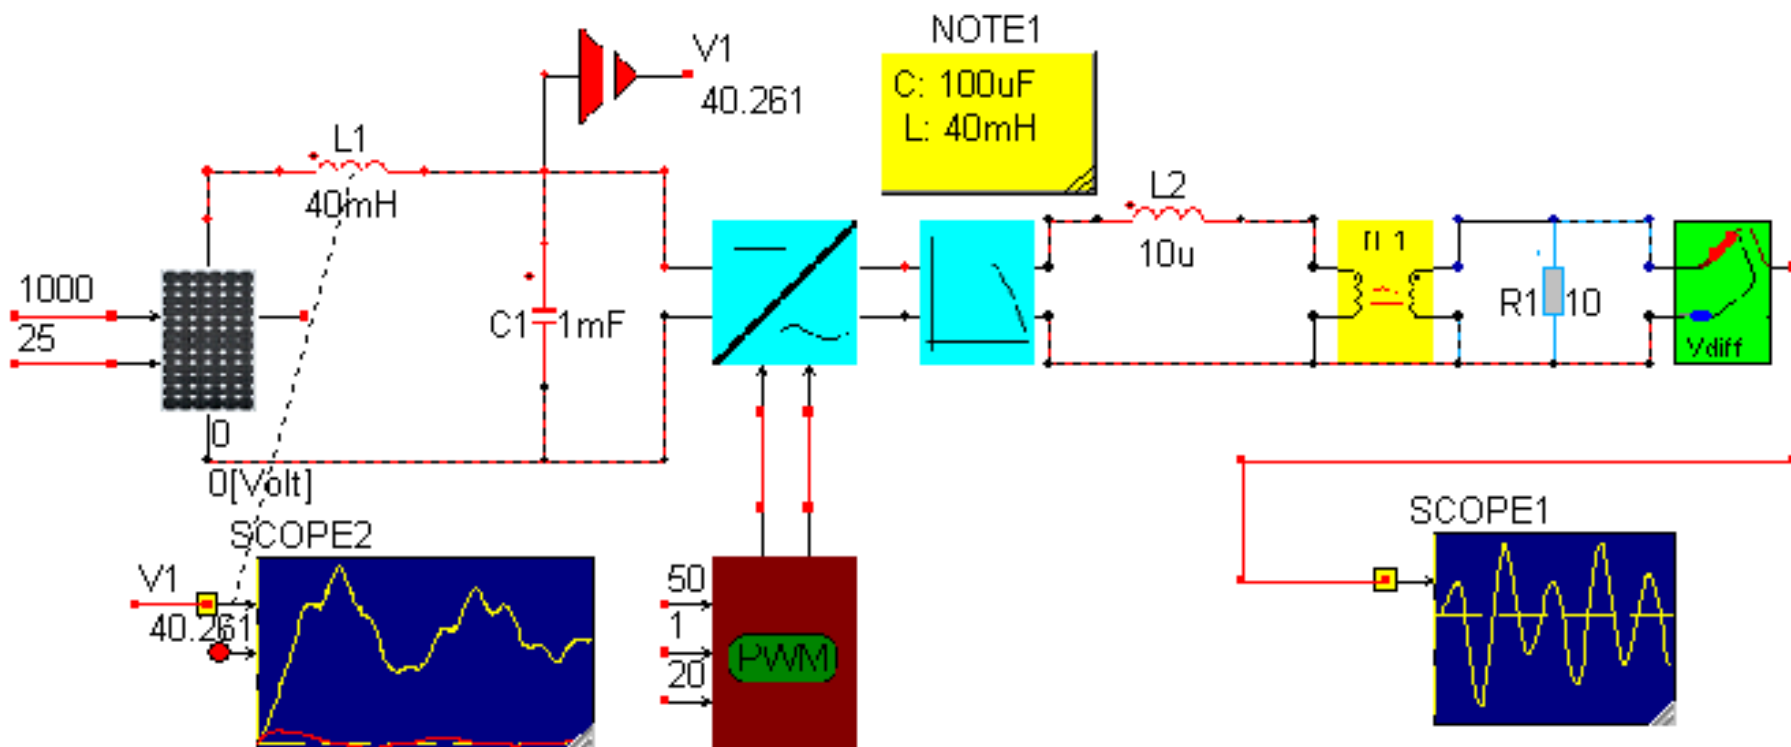 NOTE1
C: 100uF
L: 40mH
V1
40.261
L1
40mH
L2
10u
1000
25
C1
1mF
R1
10
Vdiff
0
0[Volt]
SCOPE2
V1
40.261
50
1
20
PWM
SCOPE1